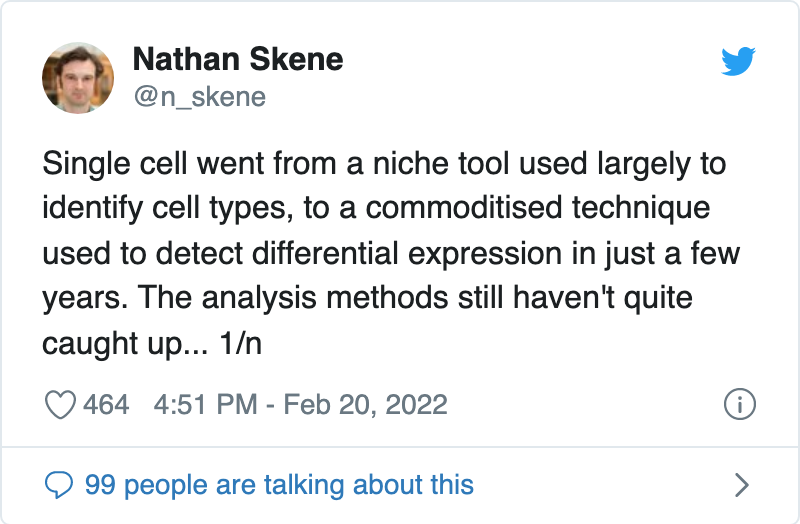 Nathan Skene
@n_skene
Single cell went from a niche tool used largely to
identify cell types, to a commoditised technique
used to detect differential expression in just a few
years. The analysis methods still haven't quite
caught up... 1/n
464 4:51 PM - Feb 20, 2022
99 people are talking about this